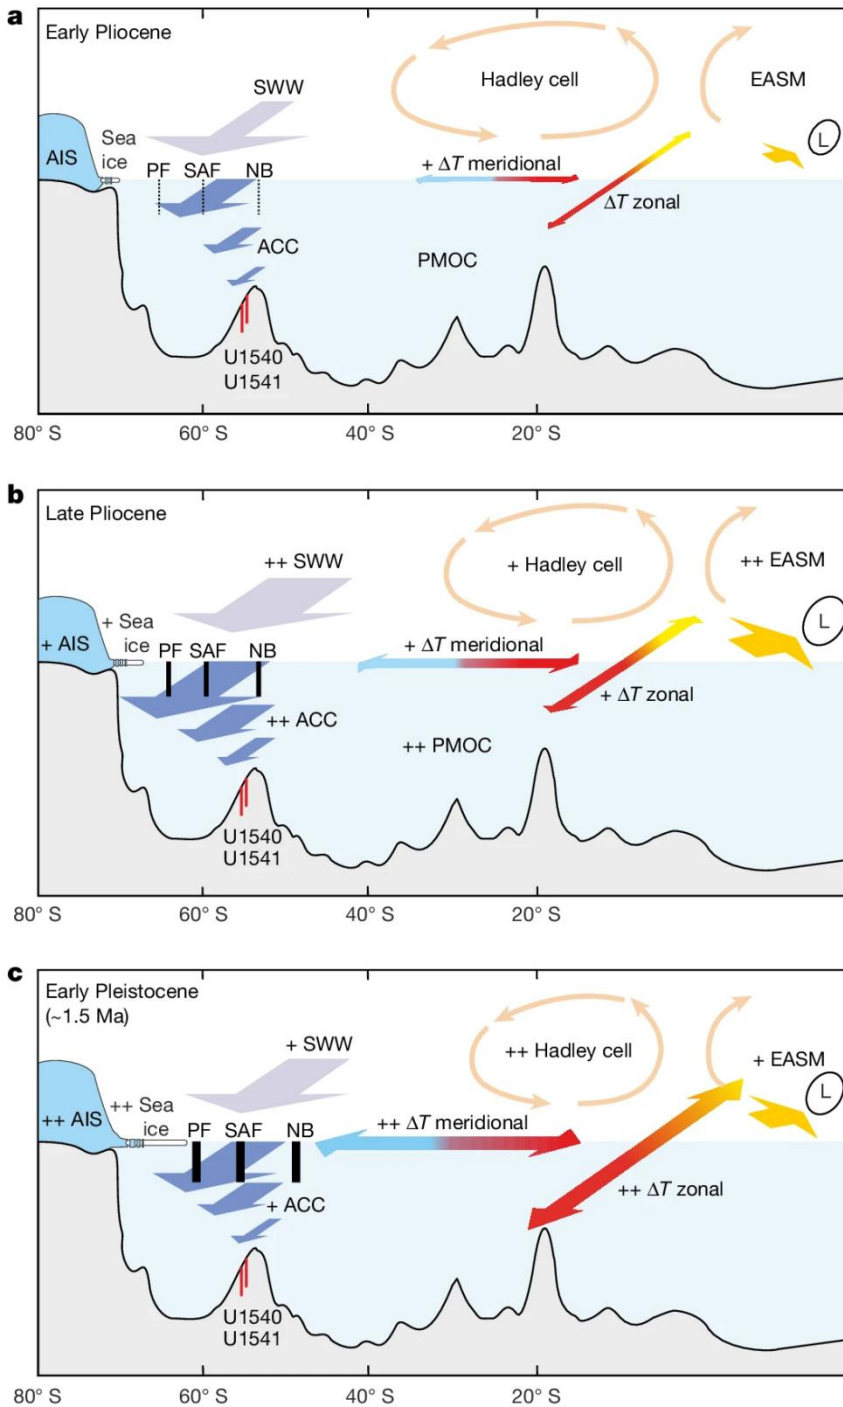 a
Early Pliocene
Hadley cell
EASM
SWW
L
AIS
Sea
ice
PF SAF NB
+ ΔT meridional
ΔT zonal
ACC
PMOC
U1540
U1541
80° S 60° S 40° S 20° S
b
Late Pliocene
++ SWW
+ Hadley cell
++ EASM
L
+ AIS
+ Sea
ice
PF SAF NB
+ ΔT meridional
+ ΔT zonal
++ ACC
++ PMOC
U1540
U1541
80° S 60° S 40° S 20° S
c
Early Pleistocene
(~1.5 Ma)
+ SWW
++ Hadley cell
+ EASM
L
++ AIS
++ Sea
ice
PF SAF NB
++ ΔT meridional
++ ΔT zonal
+ ACC
U1540
U1541
80° S 60° S 40° S 20° S